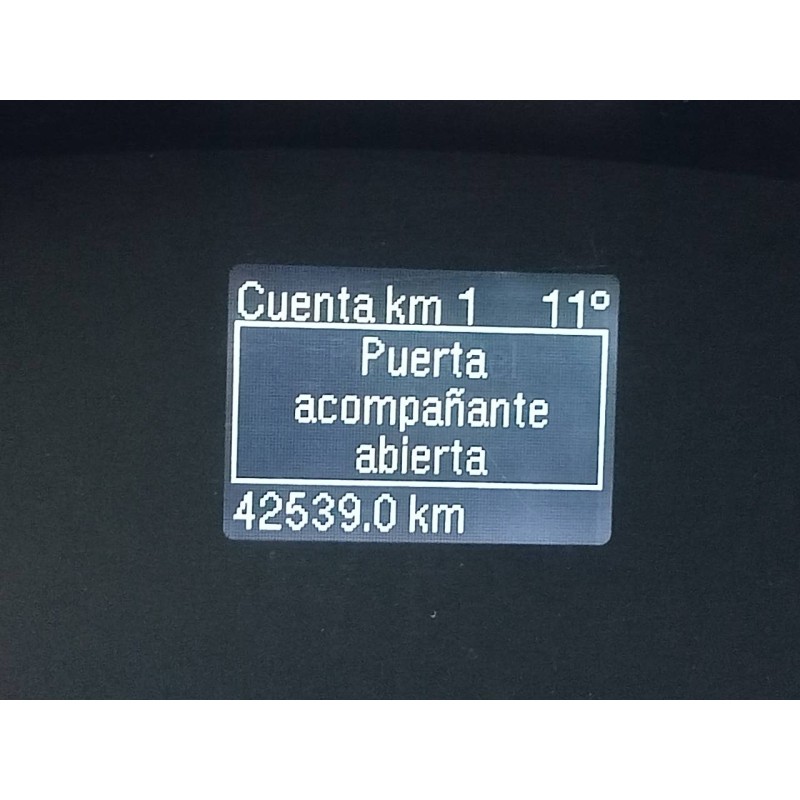 Cuenta km 1 11°
Puerta
acompañante
abierta
42539.0 km